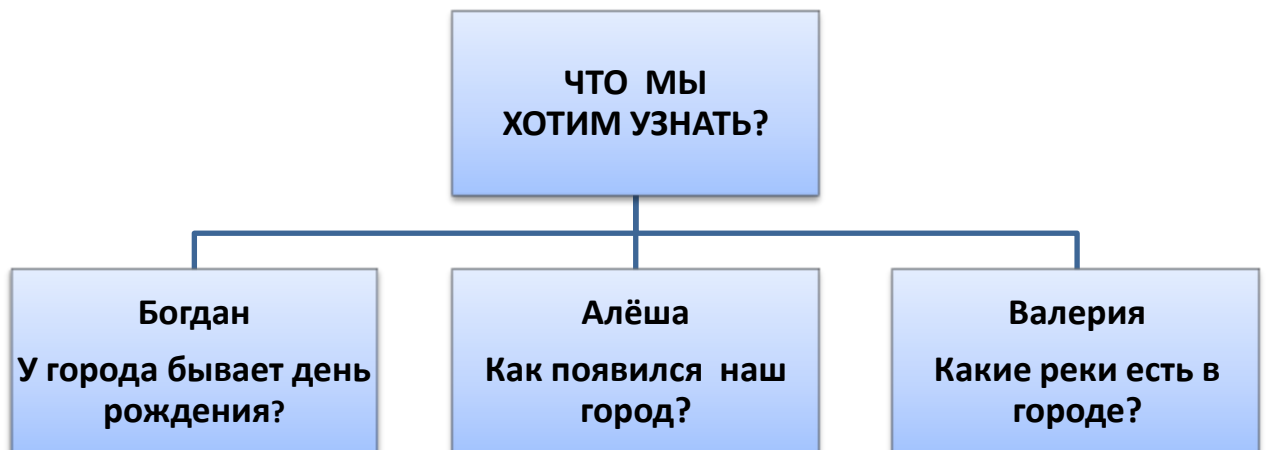 ЧТО МЫ
ХОТИМ УЗНАТЬ?
Богдан
У города бывает день
рождения?
Алёша
Как появился наш
город?
Валерия
Какие реки есть в
городе?